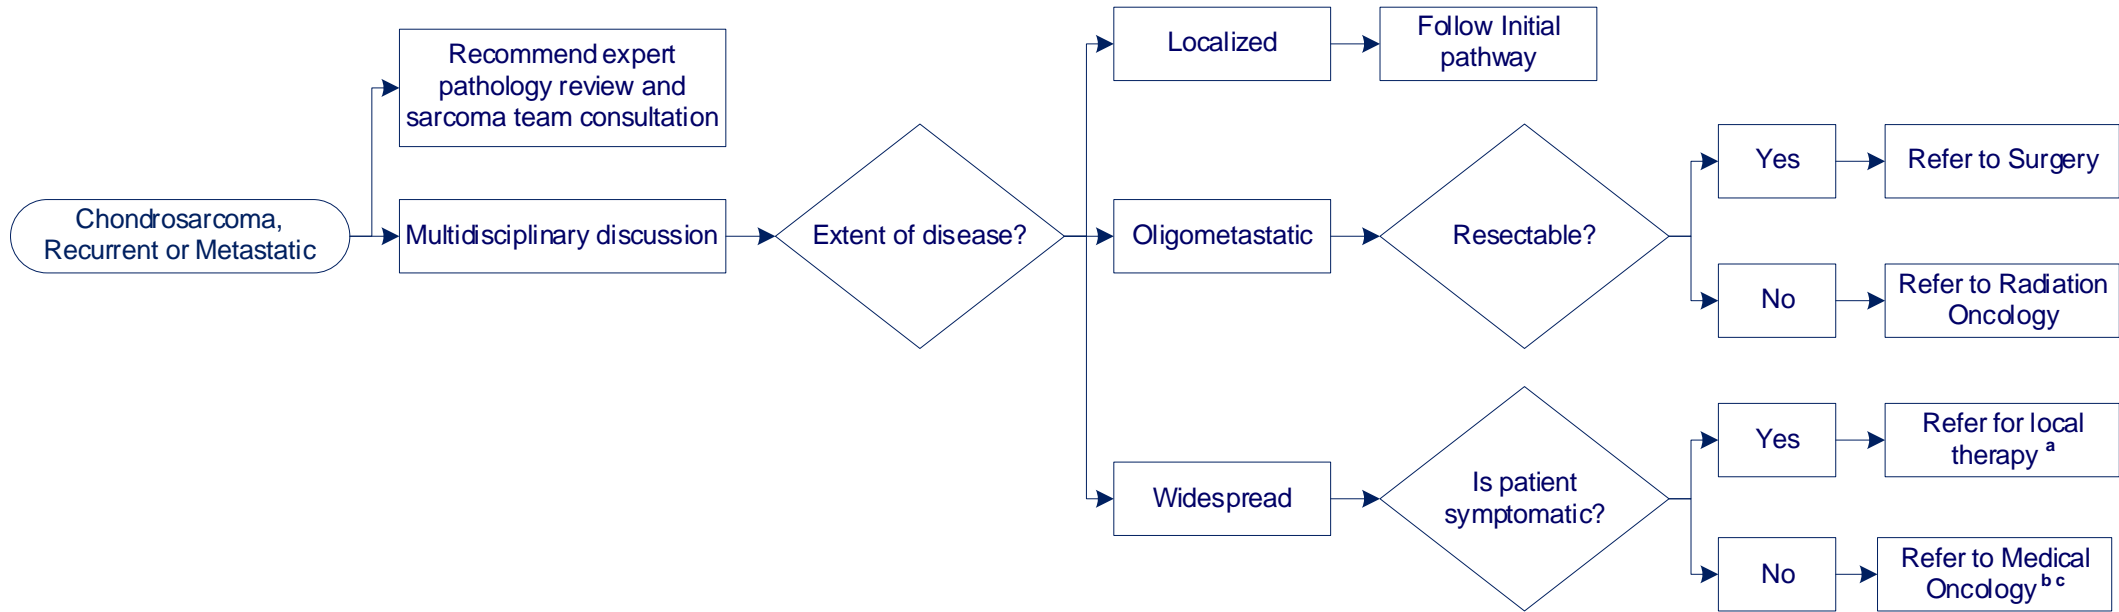 Recommend expert
pathology review and
sarcoma team consultation
Chondrosarcoma,
Recurrent or Metastatic
Multidisciplinary discussion
Extent of disease?
Localized
Follow Initial
pathway
Oligometastatic
Resectable?
Yes
Refer to Surgery
No
Refer to Radiation
Oncology
Widespread
Is patient
symptomatic?
Yes
Refer for local
therapy a
No
Refer to Medical
Oncology b c